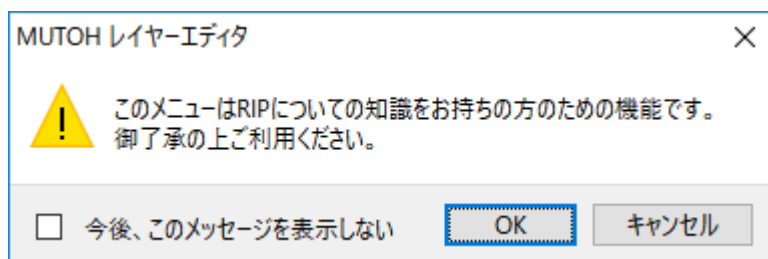 MUTOH レイヤーエディタ
このメニューはRIPについての知識をお持ちの方のための機能です。
御了承の上ご利用ください。
今後、このメッセージを表示しない
OK
キャンセル